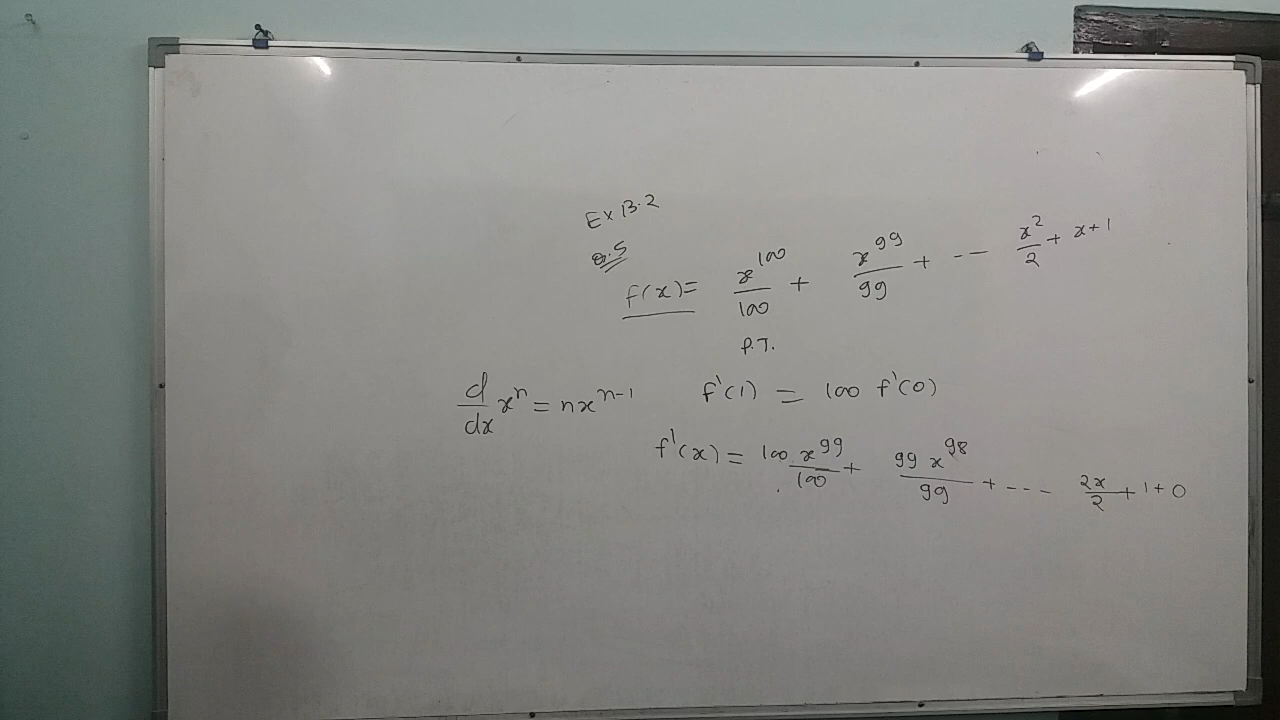 Ex 13.2
Q.5
f(x) = x^100/100 + x^99/99 + -- x^2/2 + x+1
P.T.
d/dx x^n = nx^n-1 f'(1) = 100 f'(0)
f'(x) = 100 x^99/100 + 99 x^98/99 + --- 2x/2 + 1+0